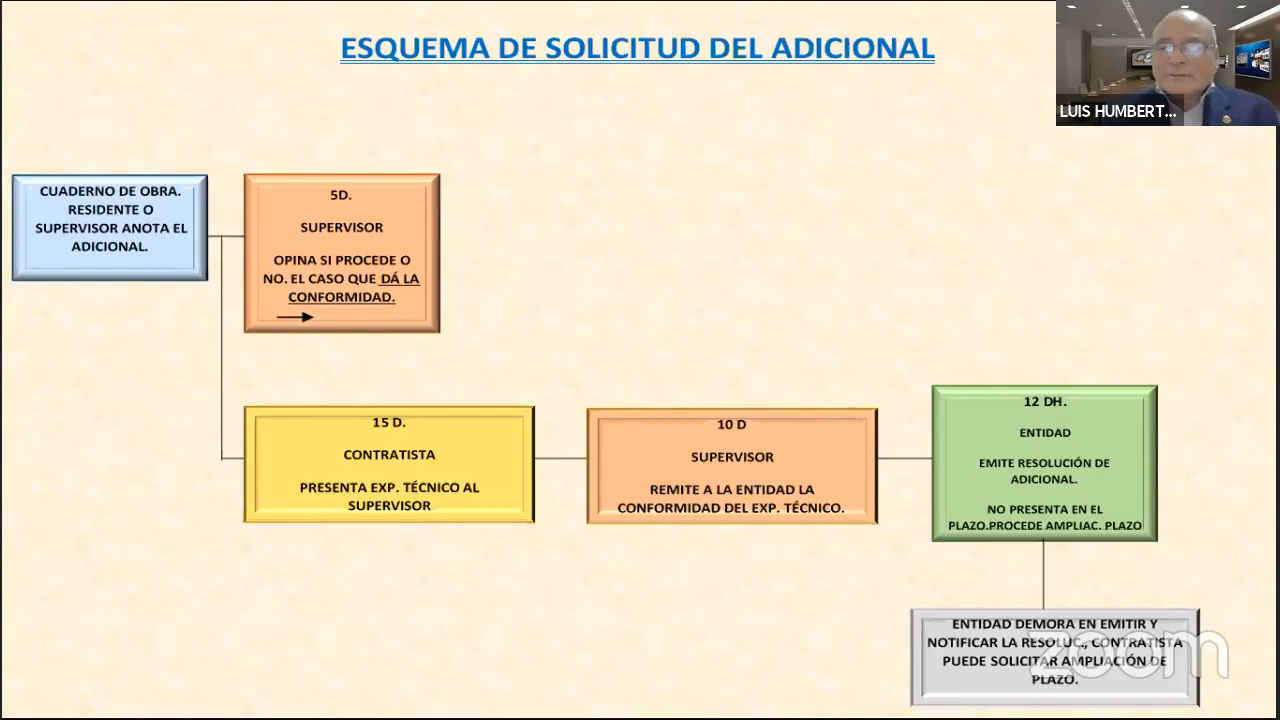 ESQUEMA DE SOLICITUD DEL ADICIONAL
LUIS HUMBERT...
CUADERNO DE OBRA.
RESIDENTE O
SUPERVISOR ANOTA EL
ADICIONAL.
5D.
SUPERVISOR
OPINA SI PROCEDE O
NO. EL CASO QUE DÁ LA
CONFORMIDAD.
15 D.
CONTRATISTA
PRESENTA EXP. TÉCNICO AL
SUPERVISOR
10 D
SUPERVISOR
REMITE A LA ENTIDAD LA
CONFORMIDAD DEL EXP. TÉCNICO.
12 DH.
ENTIDAD
EMITE RESOLUCIÓN DE
ADICIONAL.
NO PRESENTA EN EL
PLAZO.PROCEDE AMPLIAC. PLAZO
ENTIDAD DEMORA EN EMITIR Y
NOTIFICAR LA RESOLUC., CONTRATISTA
PUEDE SOLICITAR AMPLIACIÓN DE
PLAZO.
zoom